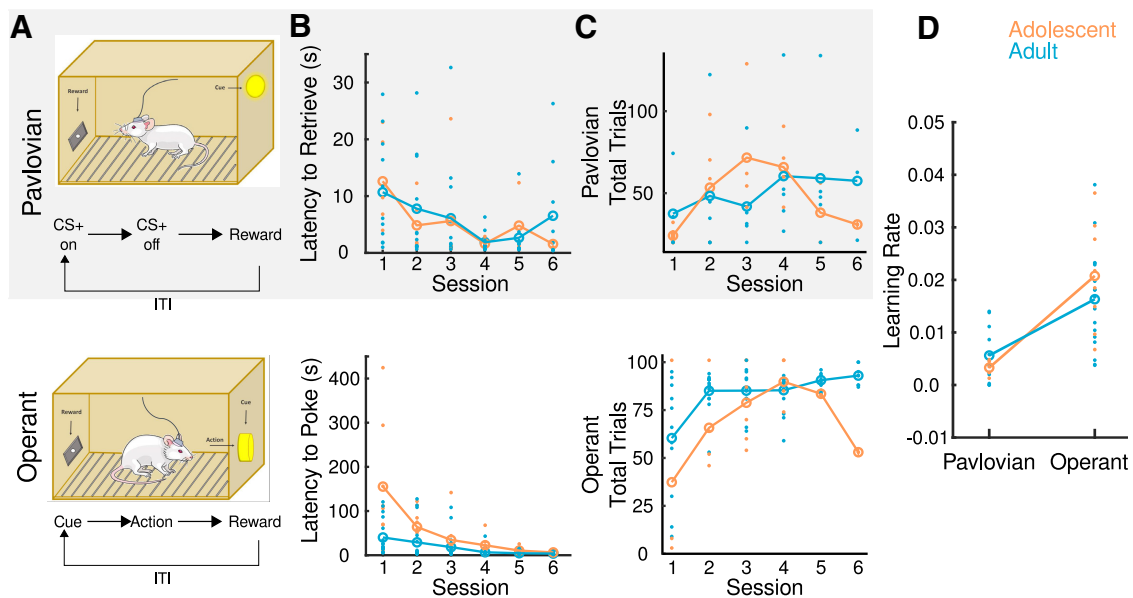 A
B
C
D
Adolescent
Adult
Pavlovian
Reward
Cue
CS+
on
CS+
off
Reward
ITI
Latency to Retrieve (s)
30
20
10
0
1 2 3 4 5 6
Session
Pavlovian
Total Trials
100
50
1 2 3 4 5 6
Session
Learning Rate
0.05
0.04
0.03
0.02
0.01
0.0
-0.01
Pavlovian Operant
Operant
Reward
Cue
Action
Cue
Action
Reward
ITI
Latency to Poke (s)
400
300
200
100
0
1 2 3 4 5 6
Session
Operant
Total Trials
100
75
50
25
0
1 2 3 4 5 6
Session